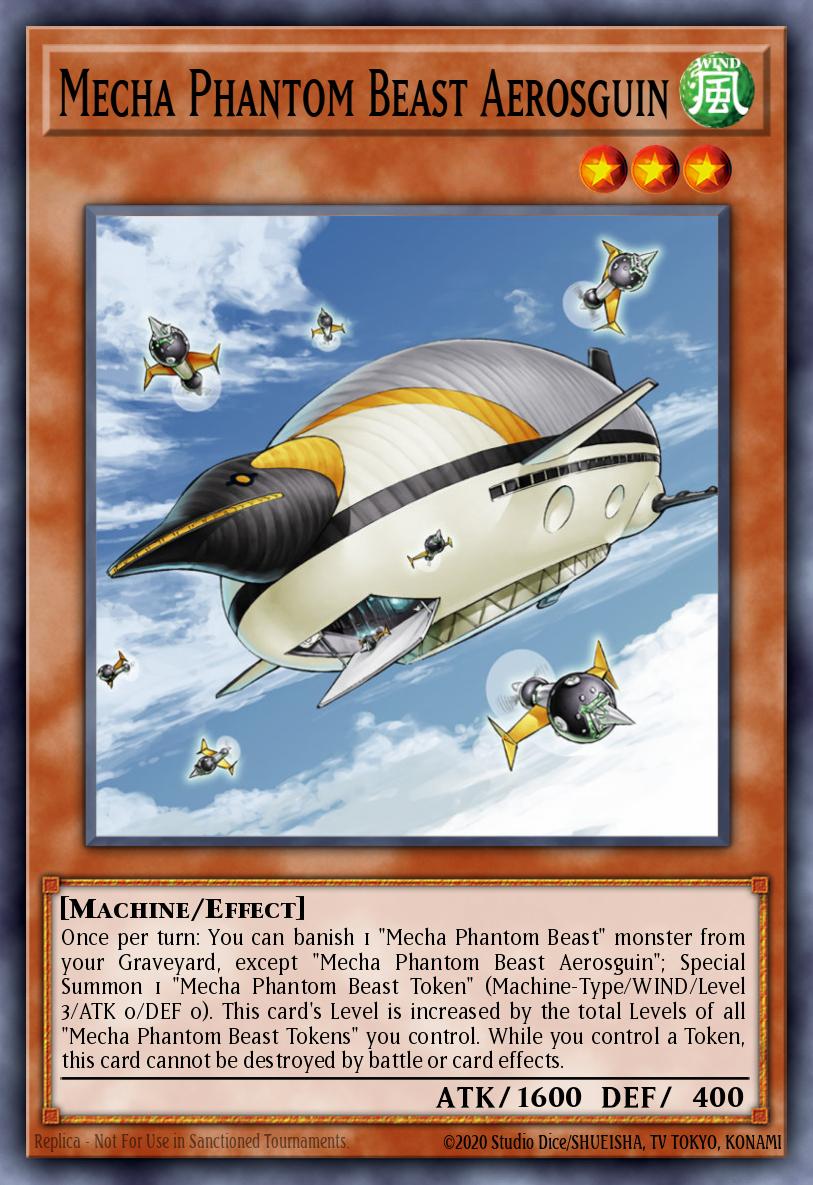 Mecha Phantom Beast Aerosguin
WIND
風
[Machine/Effect]
Once per turn: You can banish 1 "Mecha Phantom Beast" monster from
your Graveyard, except "Mecha Phantom Beast Aerosguin"; Special
Summon 1 "Mecha Phantom Beast Token" (Machine-Type/WIND/Level
3/ATK 0/DEF 0). This card's Level is increased by the total Levels of all
"Mecha Phantom Beast Tokens" you control. While you control a Token,
this card cannot be destroyed by battle or card effects.
ATK/1600 DEF/ 400
Replica - Not For Use in Sanctioned Tournaments.
©2020 Studio Dice/SHUEISHA, TV TOKYO, KONAMI